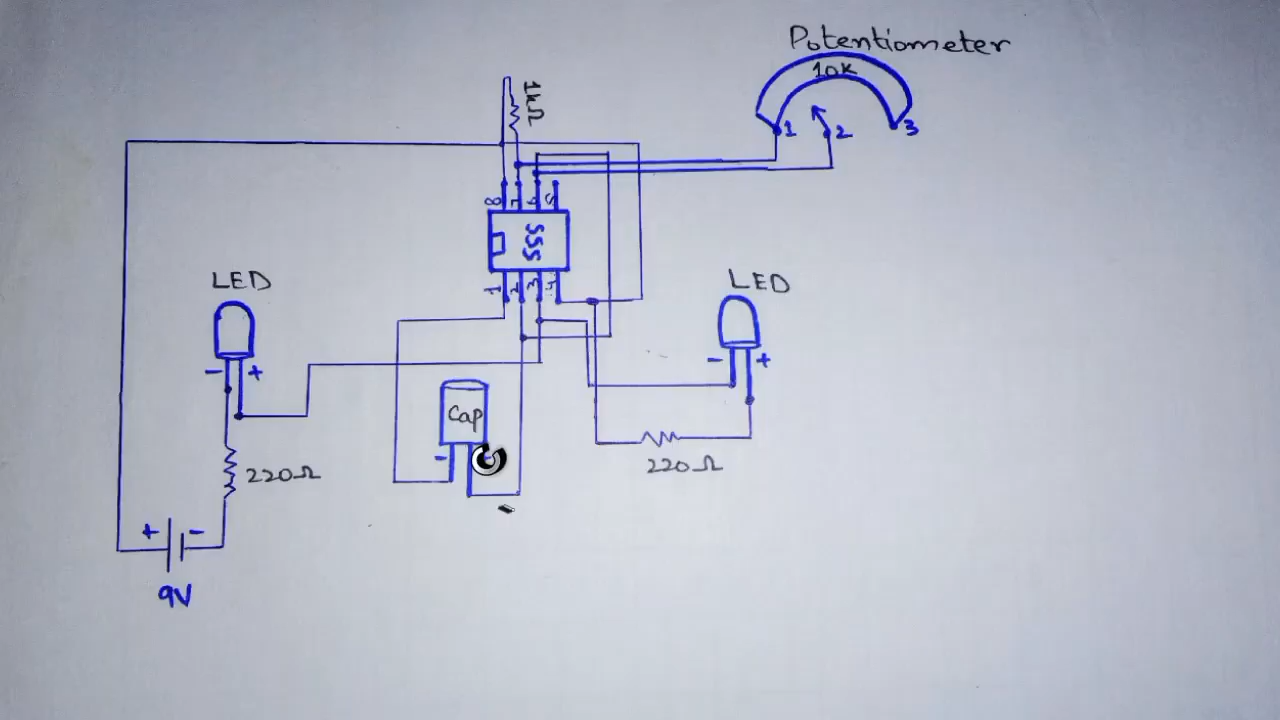 Potentiometer
10K
1 2 3
1kΩ
8 7 6 5
555
1 2 3 4
LED
- +
LED
- +
Cap
-
220Ω
220Ω
+ -
9V